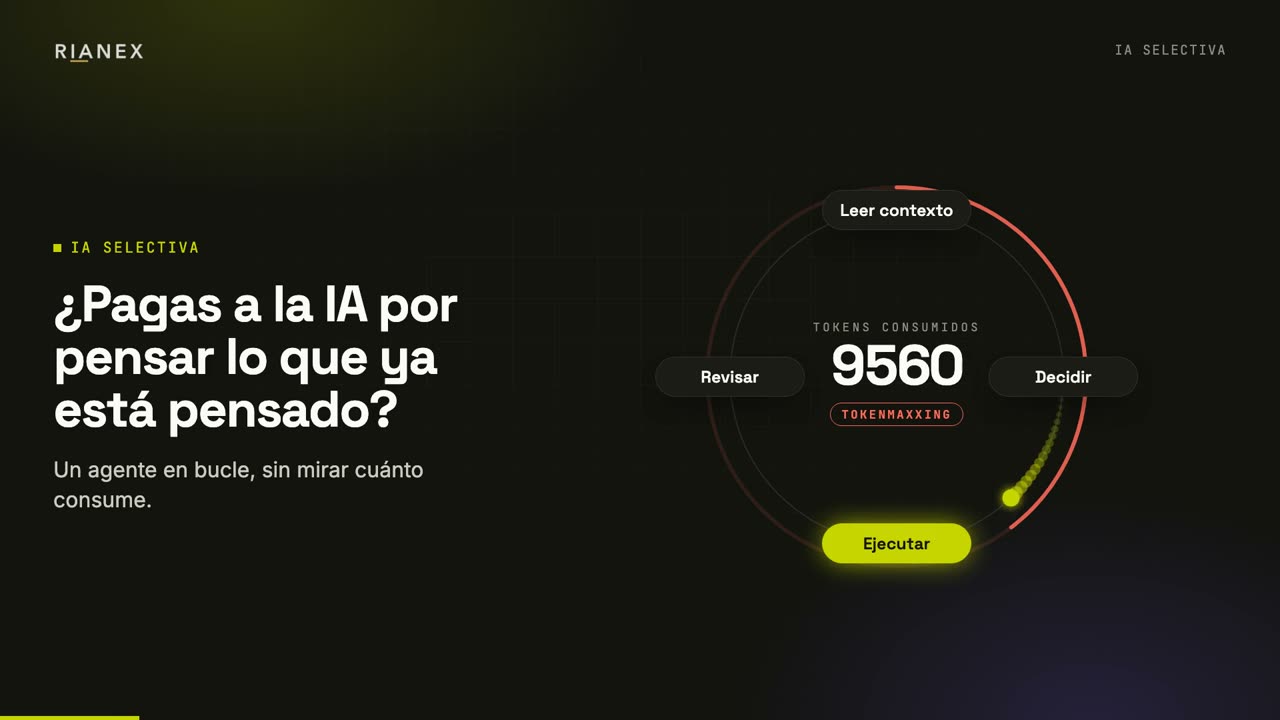 RIANEX
IA SELECTIVA
IA SELECTIVA
¿Pagas a la IA por
pensar lo que ya
está pensado?
Un agente en bucle, sin mirar cuánto
consume.
Leer contexto
TOKENS CONSUMIDOS
9560
TOKENMAXXING
Revisar
Decidir
Ejecutar